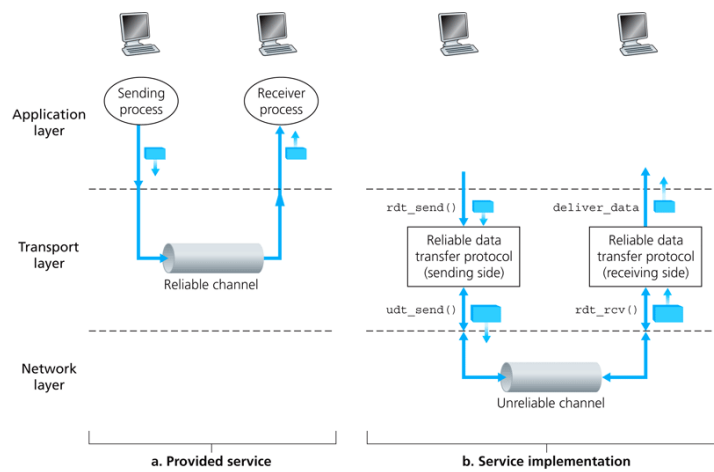 Sending
process
Receiver
process
Application
layer
rdt_send()
deliver_data
Transport
layer
Reliable channel
Reliable data
transfer protocol
(sending side)
Reliable data
transfer protocol
(receiving side)
udt_send()
rdt_rcv()
Network
layer
Unreliable channel
a. Provided service
b. Service implementation